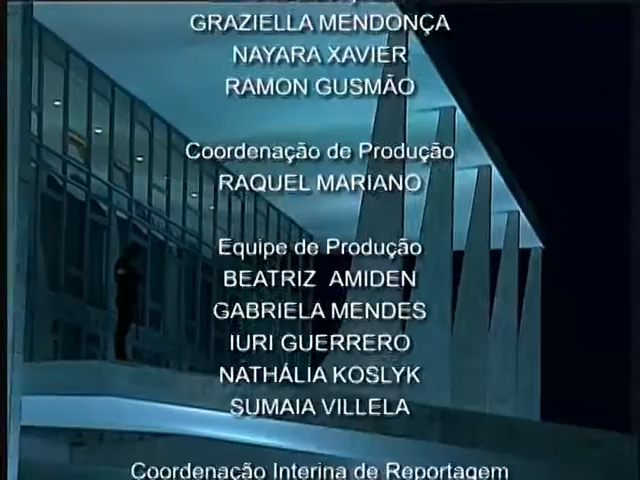 GRAZIELLA MENDONÇA
NAYARA XAVIER
RAMON GUSMÃO
Coordenação de Produção
RAQUEL MARIANO
Equipe de Produção
BEATRIZ AMIDEN
GABRIELA MENDES
IURI GUERRERO
NATHÁLIA KOSLYK
SUMAIA VILLELA
Coordenação Interina de Reportagem